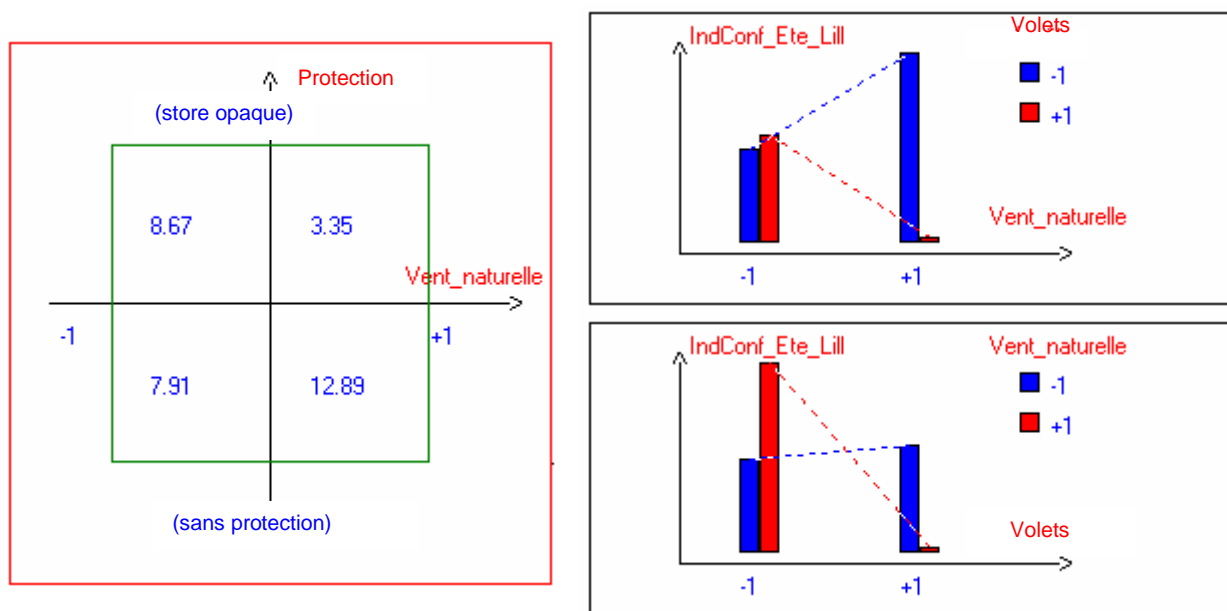 Protection
(store opaque)
8.67 3.35
Vent_naturelle
-1 +1
7.91 12.89
(sans protection)
IndConf_Ete_Lill
Volets
-1
+1
Vent_naturelle
-1 +1
IndConf_Ete_Lill
Vent_naturelle
-1
+1
Volets
-1 +1